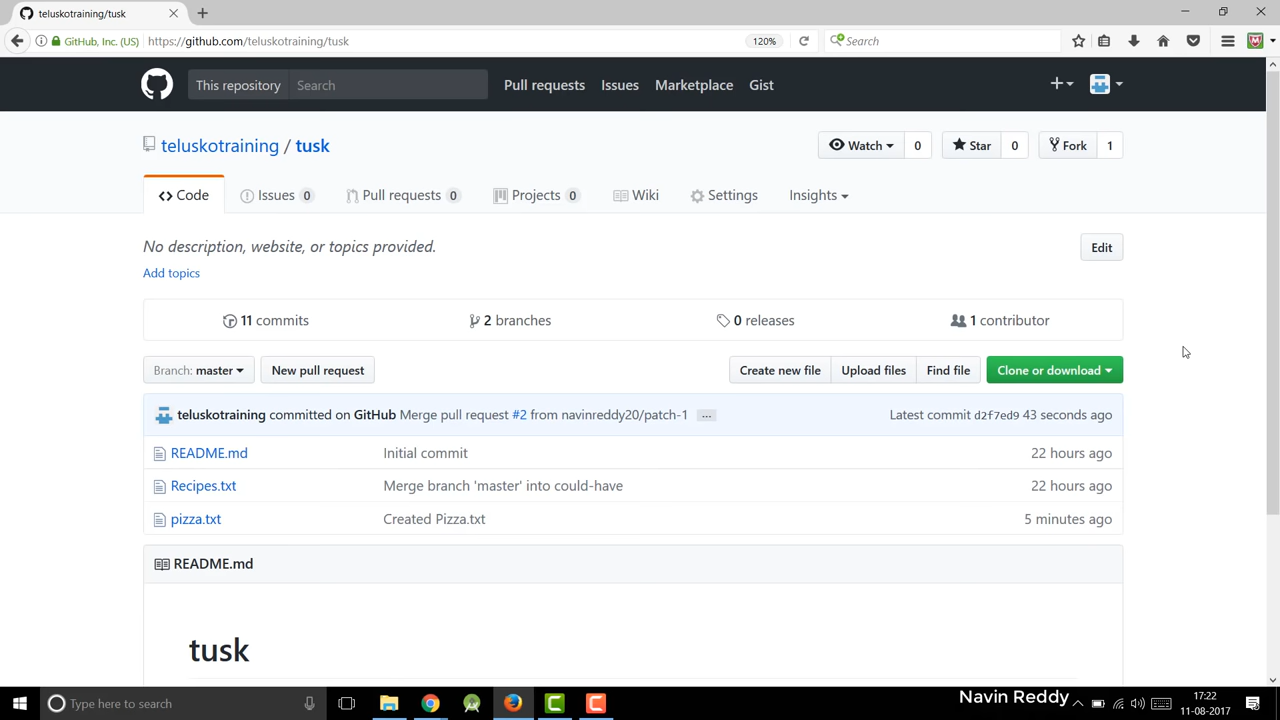 teluskotraining/tusk
GitHub, Inc. (US)
https://github.com/teluskotraining/tusk
120%
Search
This repository
Search
Pull requests
Issues
Marketplace
Gist
teluskotraining / tusk
Watch
0
Star
0
Fork
1
Code
Issues 0
Pull requests 0
Projects 0
Wiki
Settings
Insights
No description, website, or topics provided.
Edit
Add topics
11 commits
2 branches
0 releases
1 contributor
Branch: master
New pull request
Create new file
Upload files
Find file
Clone or download
teluskotraining committed on GitHub Merge pull request #2 from navinreddy20/patch-1 ...
Latest commit d2f7ed9 43 seconds ago
README.md Initial commit 22 hours ago
Recipes.txt Merge branch 'master' into could-have 22 hours ago
pizza.txt Created Pizza.txt 5 minutes ago
README.md
tusk
Type here to search
Navin Reddy
17:22
11-08-2017